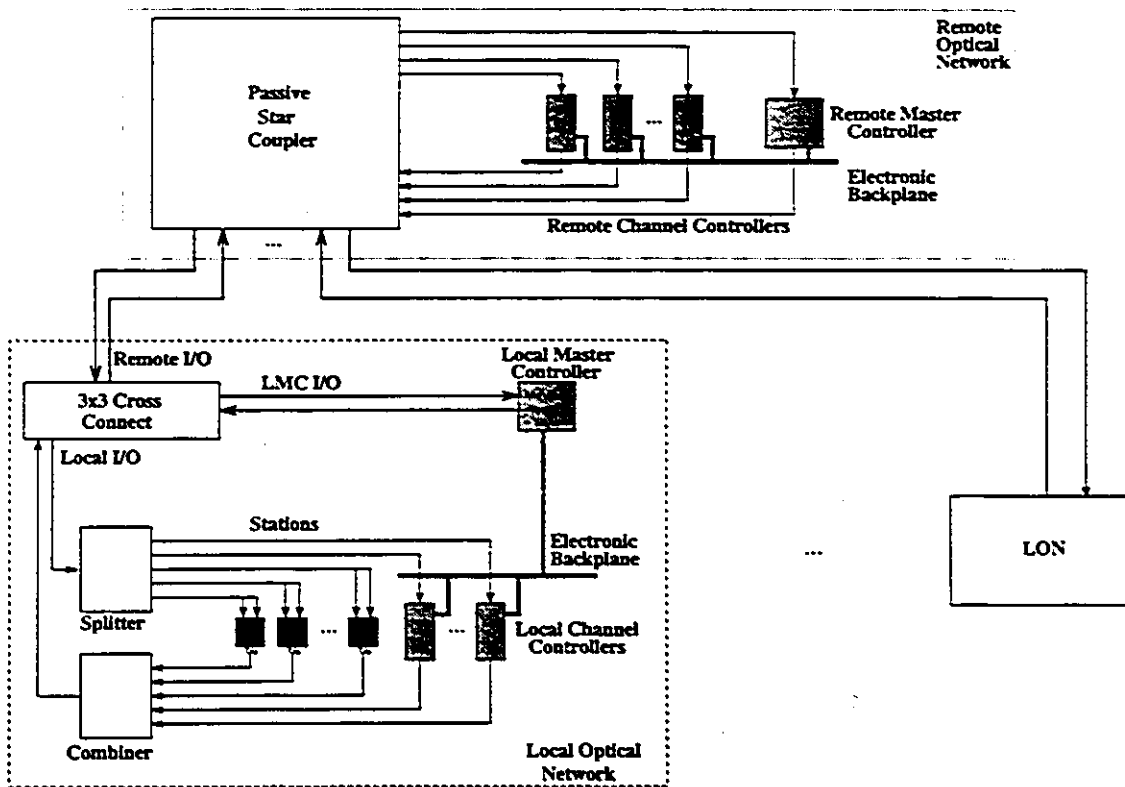 Remote
Optical
Network
Passive
Star
Coupler
...
Remote Master
Controller
Electronic
Backplane
Remote Channel Controllers
...
Remote I/O
Local Master
Controller
LMC I/O
3x3 Cross
Connect
Local I/O
Stations
Electronic
Backplane
...
LON
Splitter
...
...
Local Channel
Controllers
Combiner
Local Optical
Network